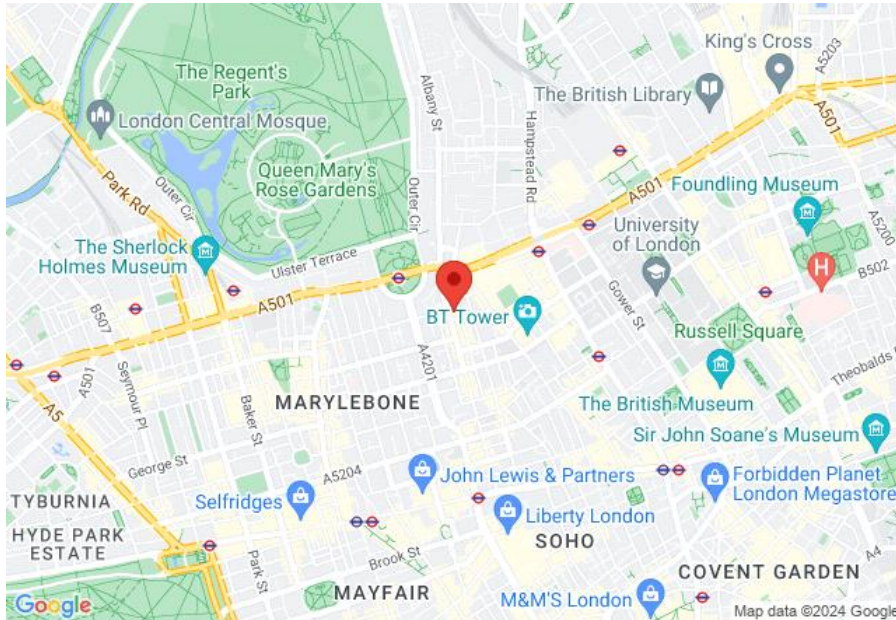 King's Cross
A5203
The Regent's
Park
Albany St
The British Library
A501
London Central Mosque
Hampstead Rd
Outer Cir
Queen Mary's
Rose Gardens
Outer Cir
A501
Foundling Museum
Park Rd
University
of London
A5200
The Sherlock
Holmes Museum
Ulster Terrace
H
B502
A501
B507
BT Tower
Gower St
Russell Square
A4201
Theobalds
A501
Seymour Pl
MARYLEBONE
The British Museum
A5
Baker St
Sir John Soane's Museum
George St
A5204
John Lewis & Partners
Forbidden Planet
London Megastore
TYBURNIA
Selfridges
Liberty London
HYDE PARK
ESTATE
SOHO
Park St
Brook St
A4
COVENT GARDEN
MAYFAIR
M&M'S London
Google
Map data ©2024 Google